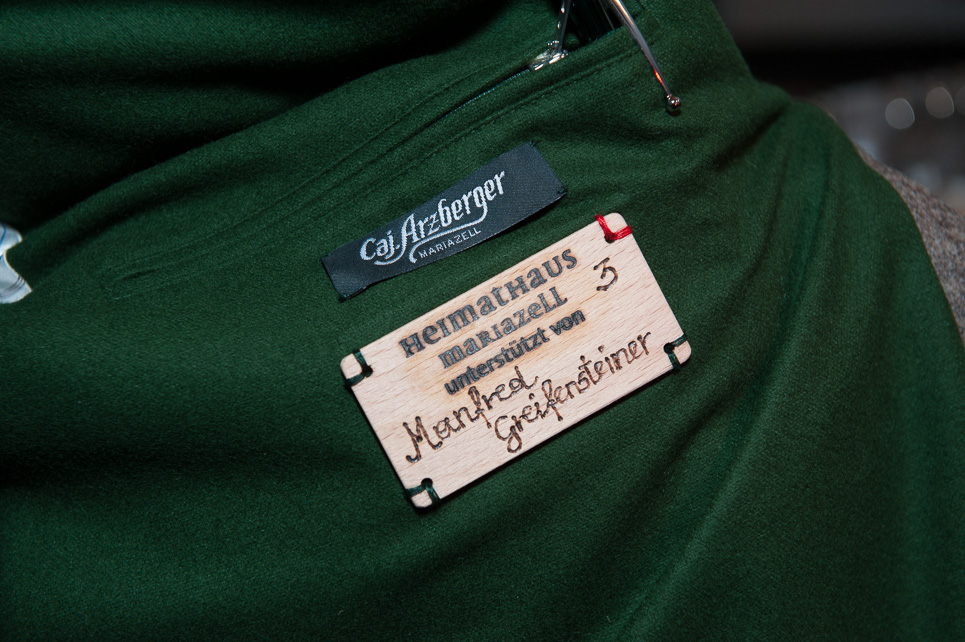 Caj. Arzberger
MARIAZELL
HEIMATHAUS
MARIAZELL 3
unterstützt von
Manfred
Greifensteiner